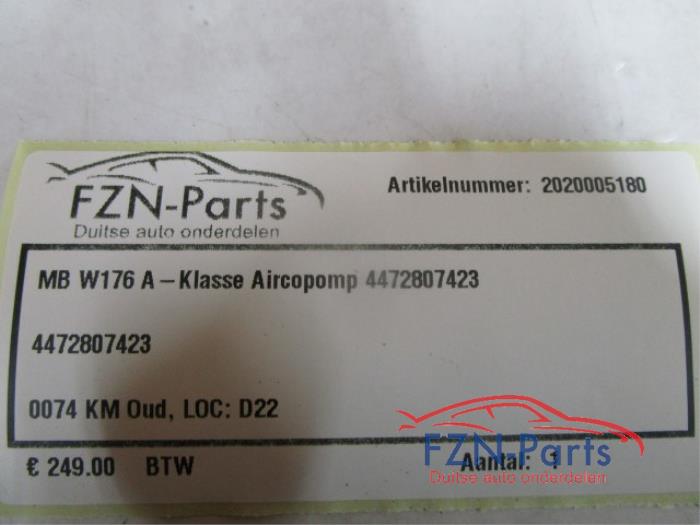 FZN-Parts
Duitse auto onderdelen
Artikelnummer: 2020005180
MB W176 A-Klasse Aircopomp 4472807423
4472807423
0074 KM Oud, LOC: D22
€ 249.00 BTW
Aantal: 1
FZN-Parts
Duitse auto onderdelen